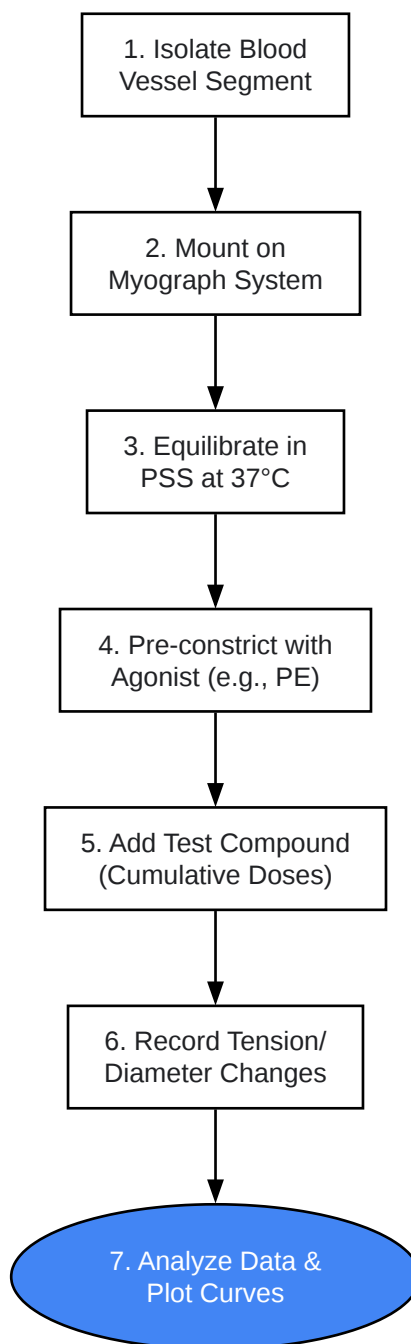 1. Isolate Blood
Vessel Segment
2. Mount on
Myograph System
3. Equilibrate in
PSS at 37°C
4. Pre-constrict with
Agonist (e.g., PE)
5. Add Test Compound
(Cumulative Doses)
6. Record Tension/
Diameter Changes
7. Analyze Data &
Plot Curves